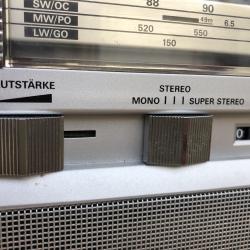 SW/OC 88 90
MW/PO 49m 6.5
LW/GO 520 550
150
UTSTÄRKE STEREO
MONO SUPER STEREO
0